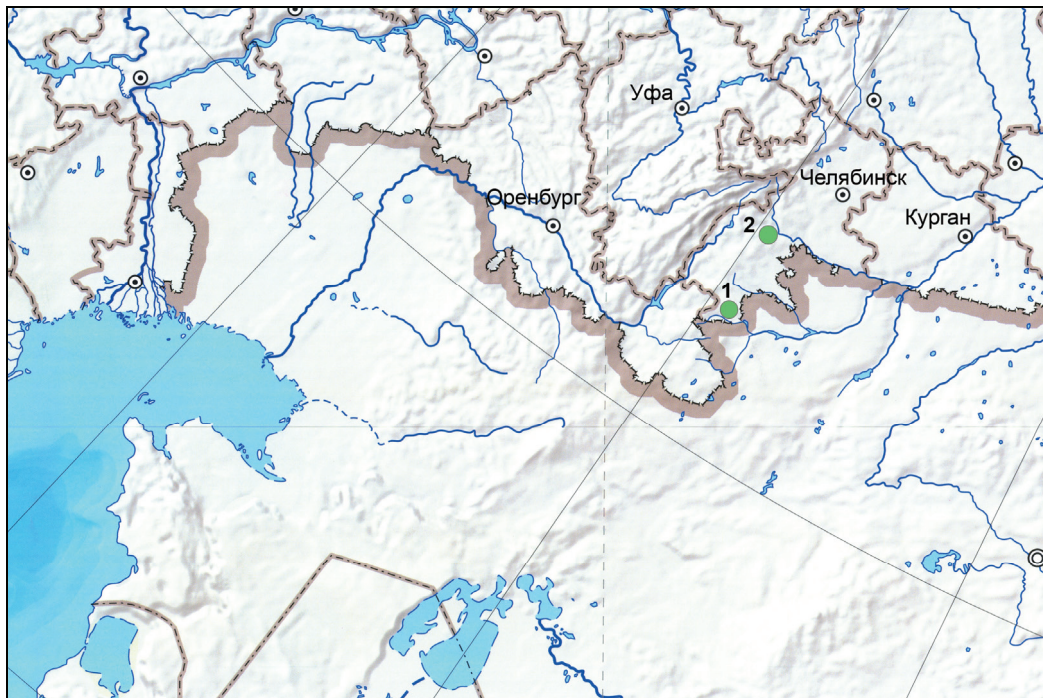 Уфа
Челябинск
Оренбург
Курган
2
1